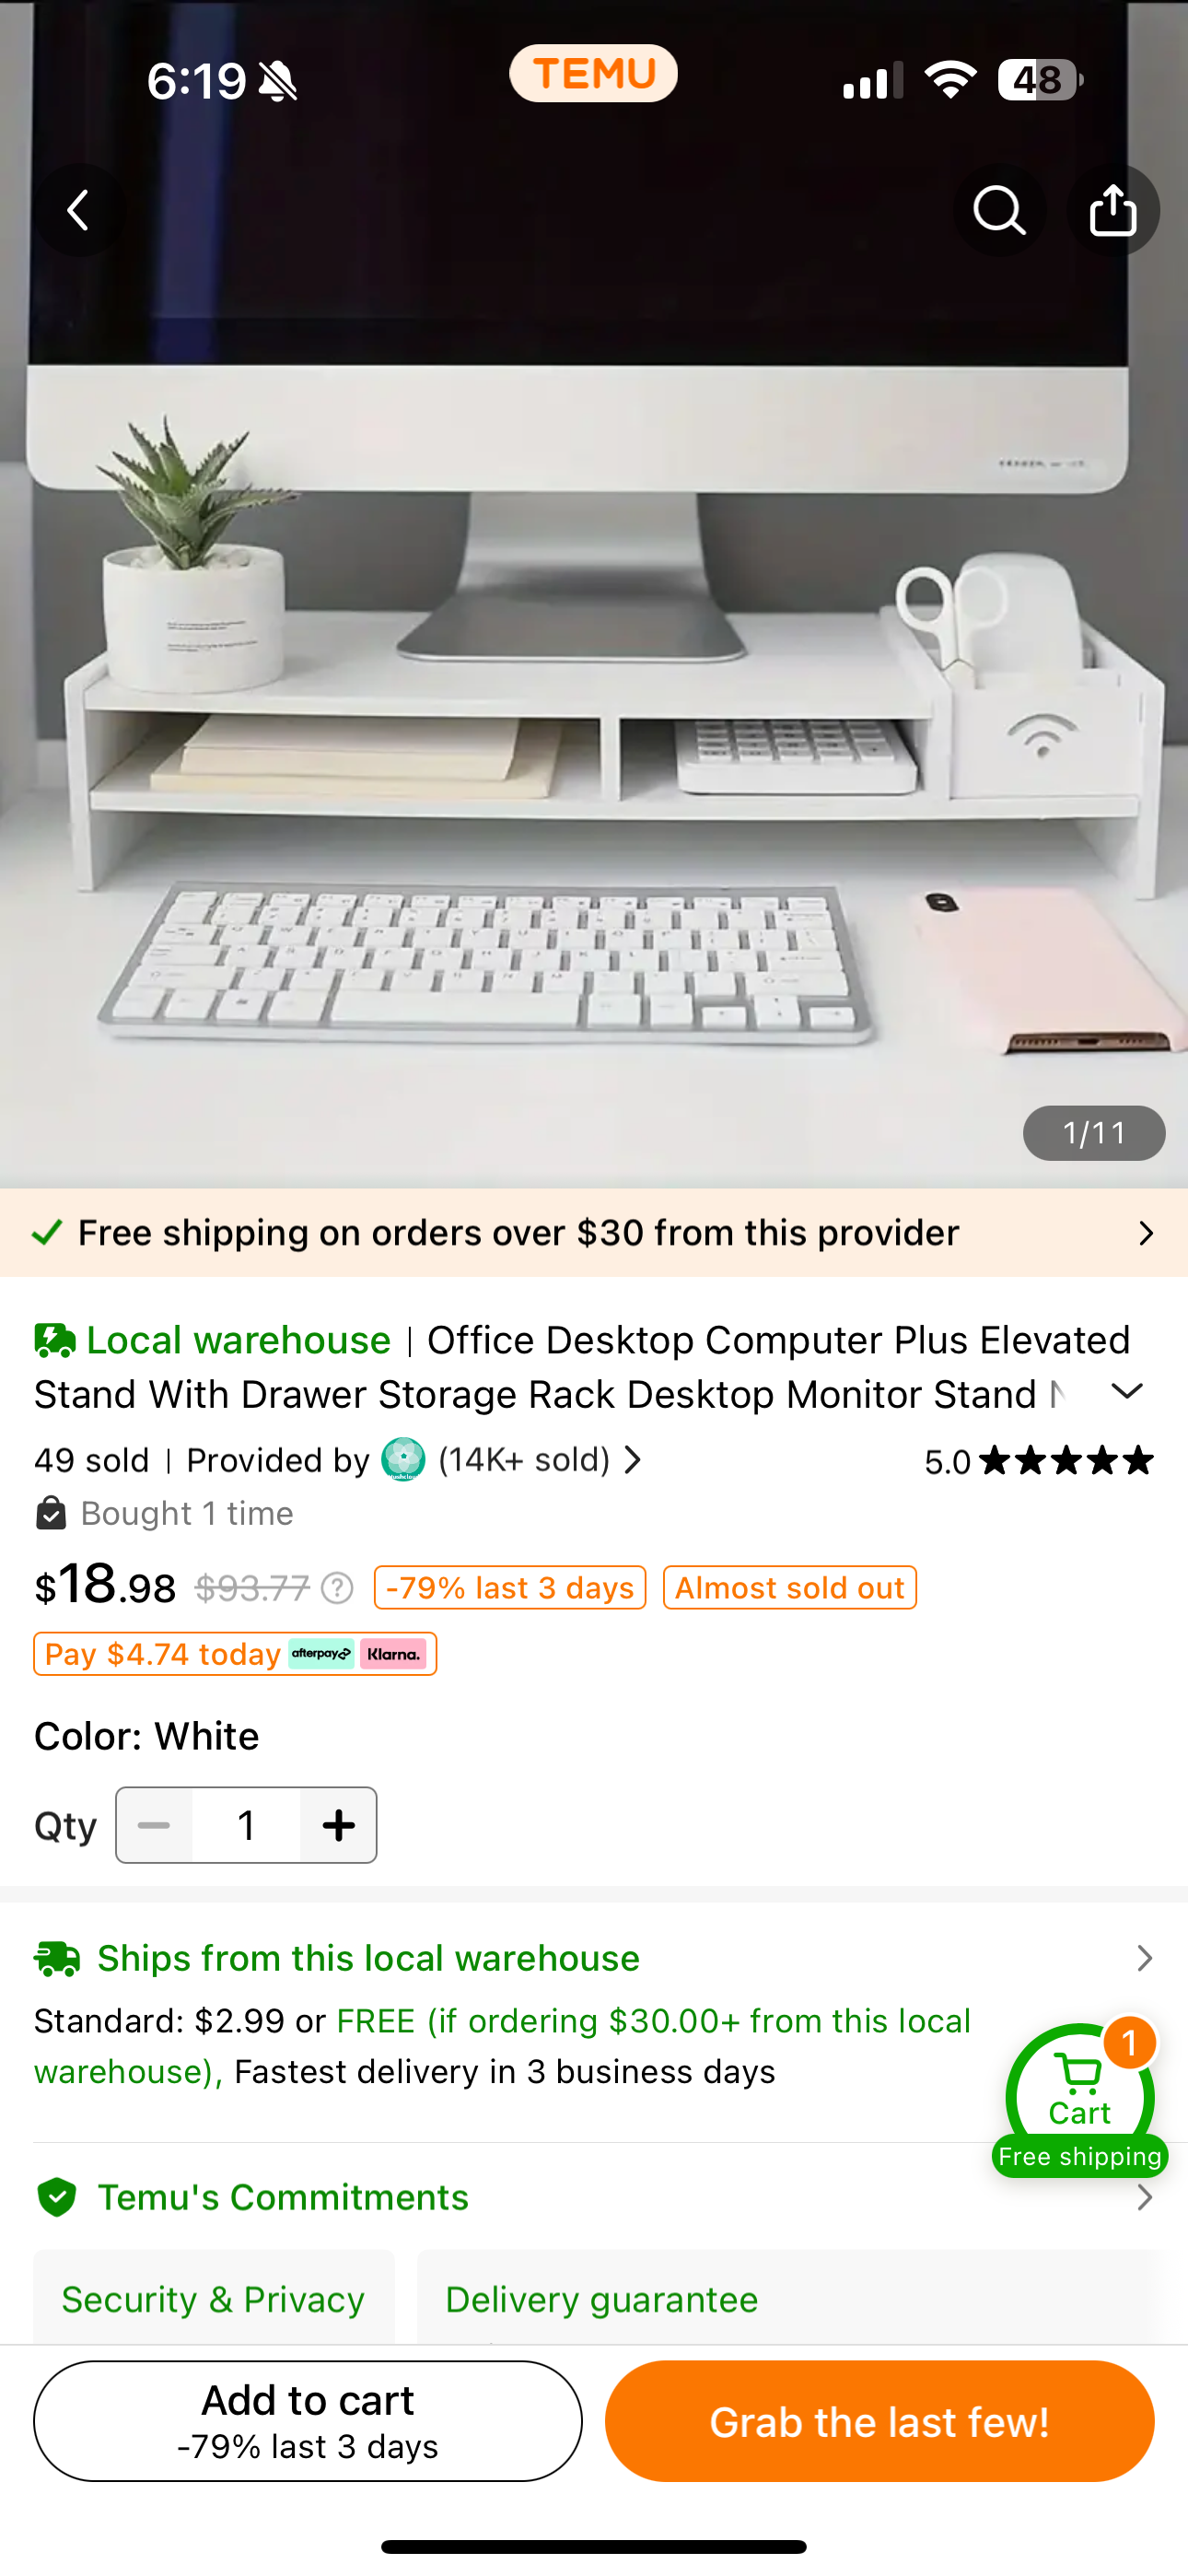 6:19
TEMU
48
1/11
Free shipping on orders over $30 from this provider
Local warehouse | Office Desktop Computer Plus Elevated
Stand With Drawer Storage Rack Desktop Monitor Stand
49 sold | Provided by (14K+ sold)
5.0
Bought 1 time
$18.98 $93.77 ? -79% last 3 days Almost sold out
Pay $4.74 today afterpay Klarna.
Color: White
Qty 1
Ships from this local warehouse
Standard: $2.99 or FREE (if ordering $30.00+ from this local
warehouse), Fastest delivery in 3 business days
1
Cart
Free shipping
Temu's Commitments
Security & Privacy
Delivery guarantee
Add to cart
-79% last 3 days
Grab the last few!